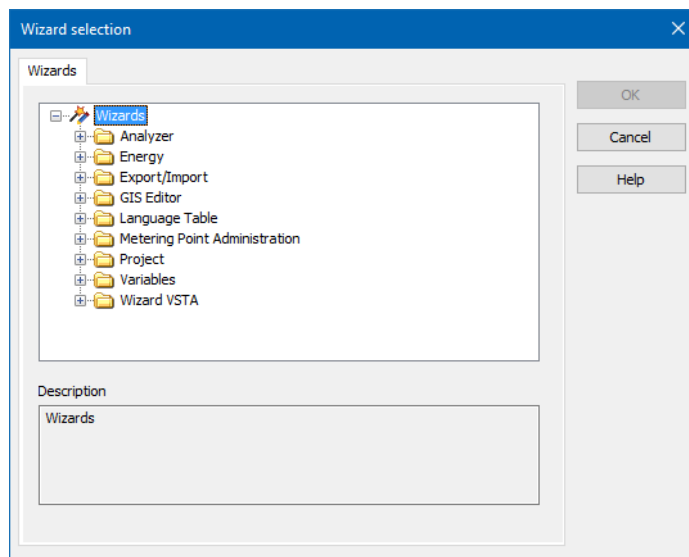 Wizard selection
Wizards
Wizards
Analyzer
Energy
Export/Import
GIS Editor
Language Table
Metering Point Administration
Project
Variables
Wizard VSTA
OK
Cancel
Help
Description
Wizards